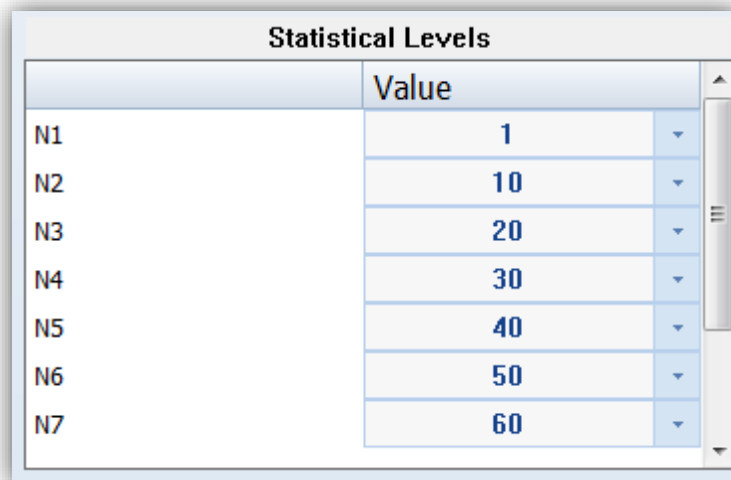 Statistical Levels
Value
N1 1
N2 10
N3 20
N4 30
N5 40
N6 50
N7 60